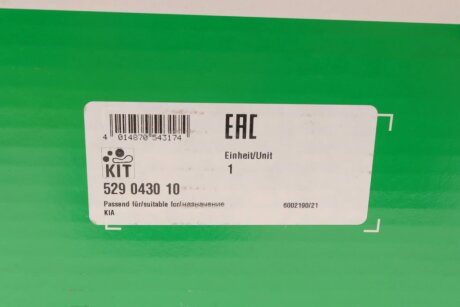 4 014870 543174
EAC
KIT
Einheit/Unit
1
529 0430 10
Passend für/suitable for/назначение
KIA
6002190/21